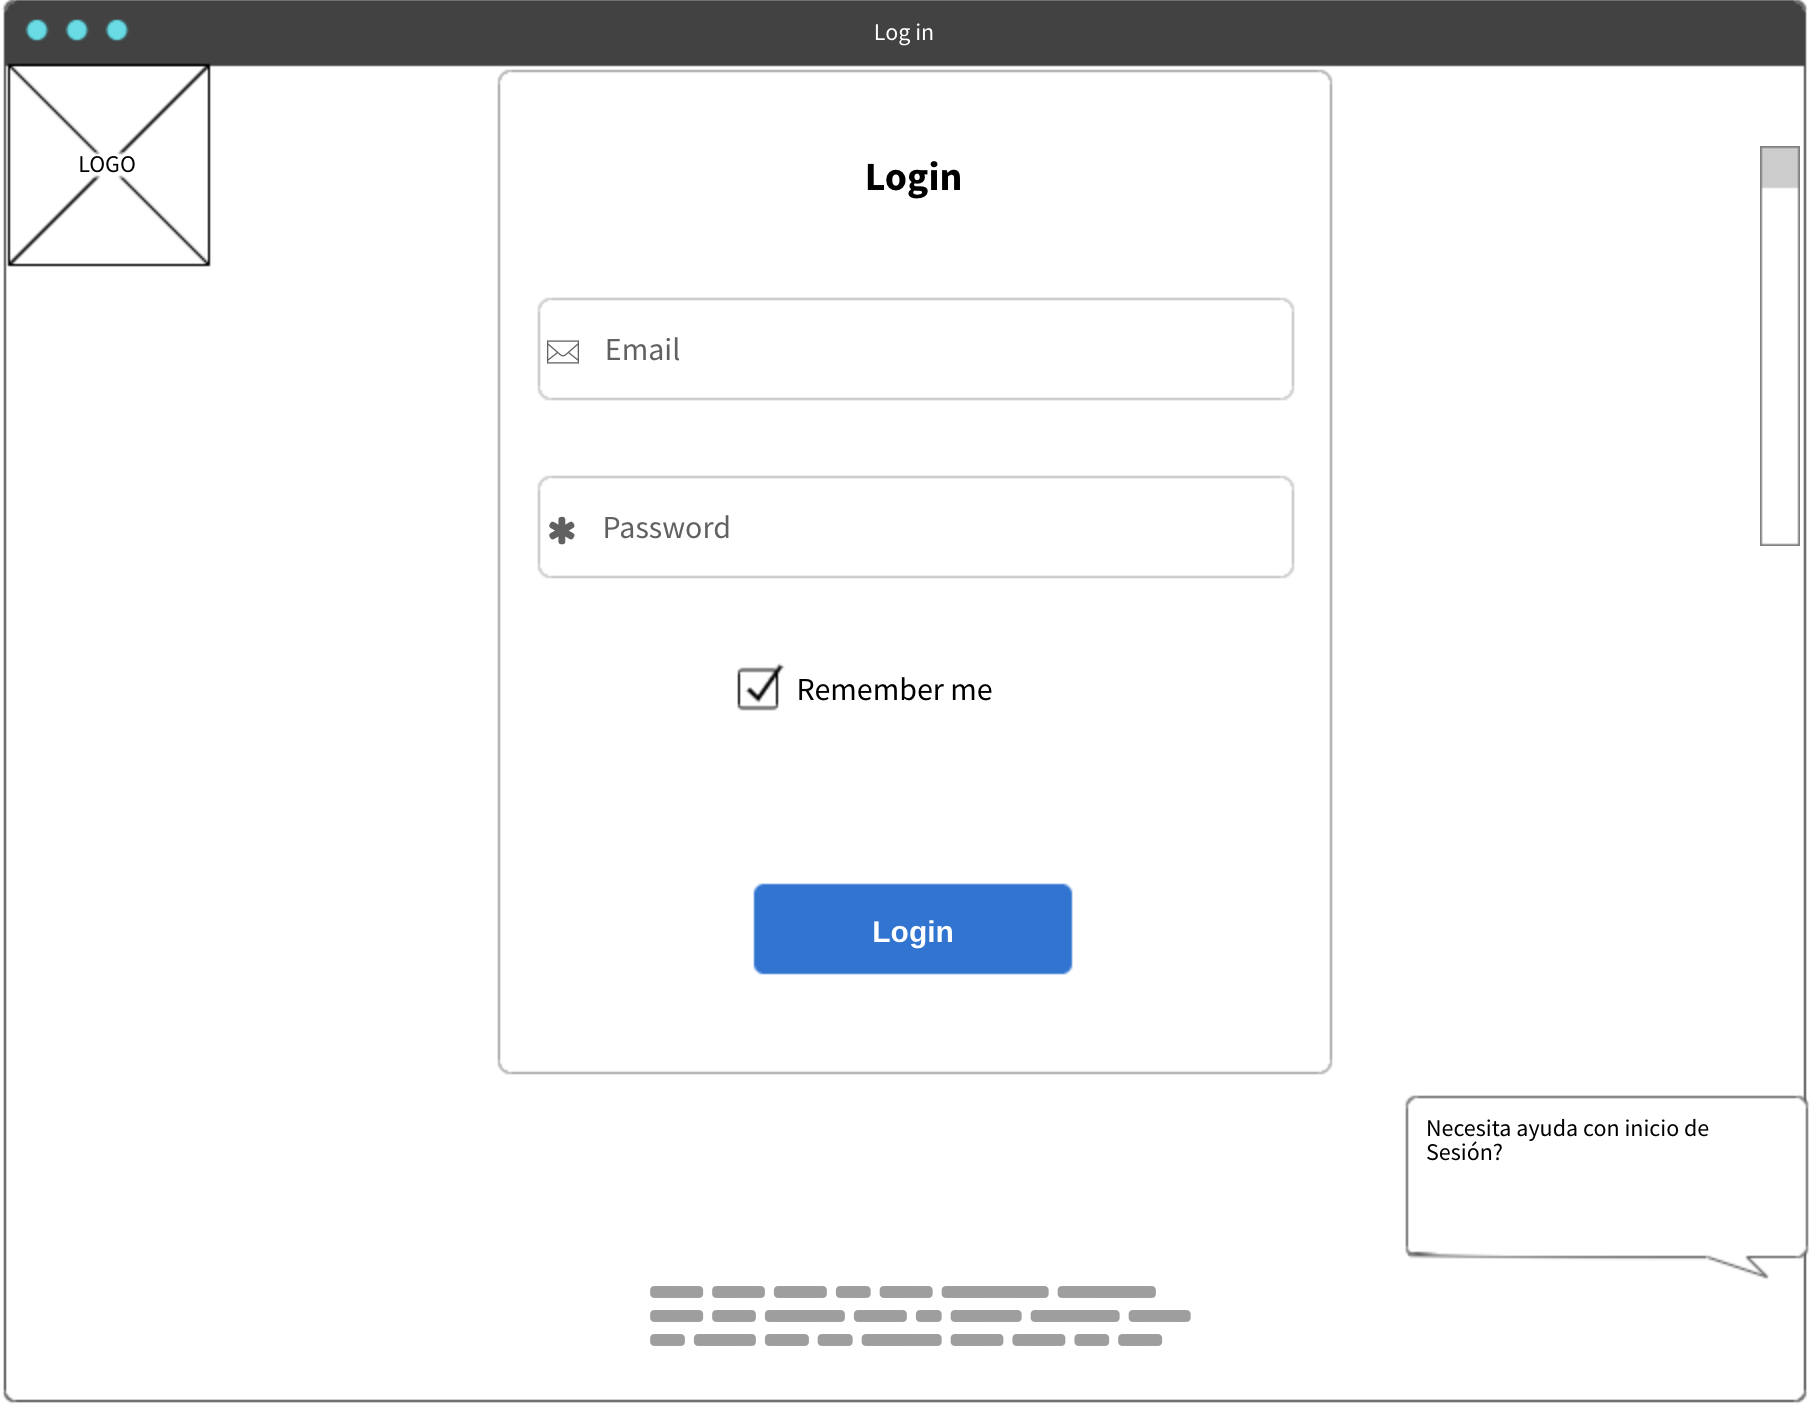 Log in
LOGO
Login
Email
Password
Remember me
Login
Necesita ayuda con inicio de
Sesión?